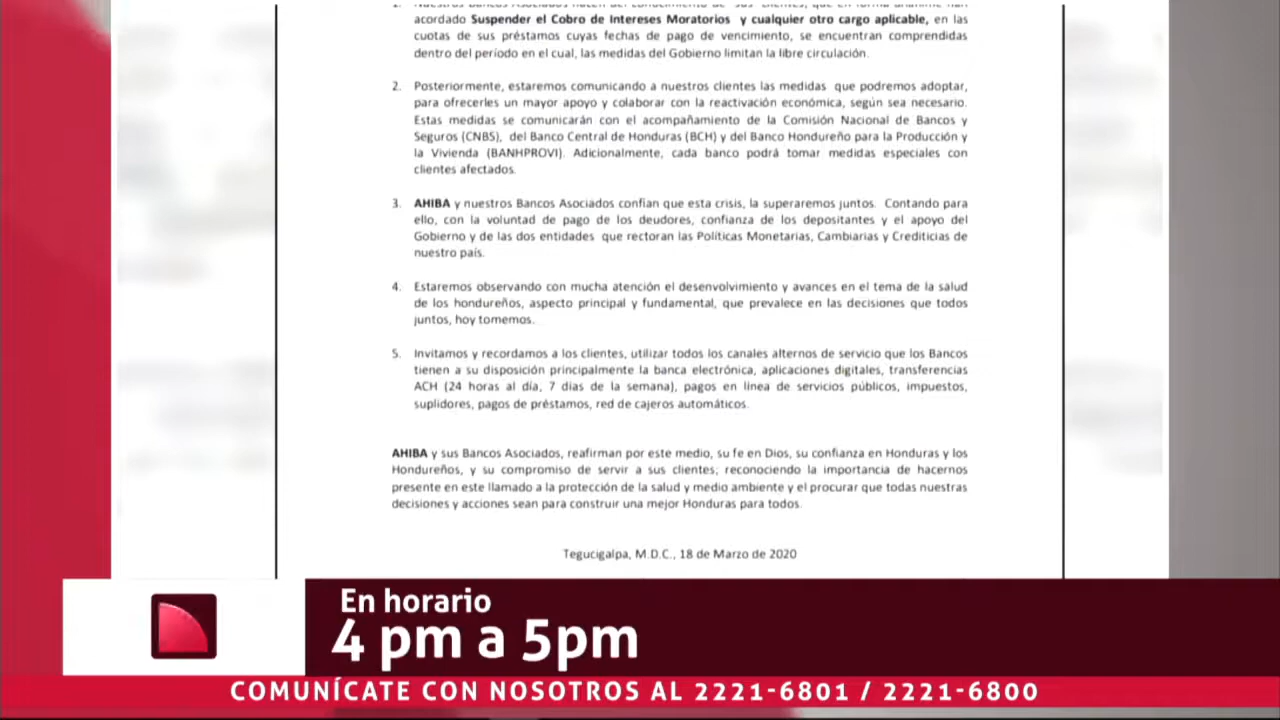 1. Nuestros Bancos Asociados hacen del conocimiento de sus clientes, que en forma unánime han
acordado Suspender el Cobro de Intereses Moratorios y cualquier otro cargo aplicable, en las
cuotas de sus préstamos cuyas fechas de pago de vencimiento, se encuentran comprendidas
dentro del período en el cual, las medidas del Gobierno limitan la libre circulación.
2. Posteriormente, estaremos comunicando a nuestros clientes las medidas que podremos adoptar,
para ofrecerles un mayor apoyo y colaborar con la reactivación económica, según sea necesario.
Estas medidas se comunicarán con el acompañamiento de la Comisión Nacional de Bancos y
Seguros (CNBS), del Banco Central de Honduras (BCH) y del Banco Hondureño para la Producción y
la Vivienda (BANHPROVI). Adicionalmente, cada banco podrá tomar medidas especiales con
clientes afectados.
3. AHIBA y nuestros Bancos Asociados confían que esta crisis, la superaremos juntos. Contando para
ello, con la voluntad de pago de los deudores, confianza de los depositantes y el apoyo del
Gobierno y de las dos entidades que rectoran las Políticas Monetarias, Cambiarias y Crediticias de
nuestro país.
4. Estaremos observando con mucha atención el desenvolvimiento y avances en el tema de la salud
de los hondureños, aspecto principal y fundamental, que prevalece en las decisiones que todos
juntos, hoy tomemos.
5. Invitamos y recordamos a los clientes, utilizar todos los canales alternos de servicio que los Bancos
tienen a su disposición principalmente la banca electrónica, aplicaciones digitales, transferencias
ACH (24 horas al día, 7 días de la semana), pagos en línea de servicios públicos, impuestos,
suplidores, pagos de préstamos, red de cajeros automáticos.
AHIBA y sus Bancos Asociados, reafirman por este medio, su fe en Dios, su confianza en Honduras y los
Hondureños, y su compromiso de servir a sus clientes; reconociendo la importancia de hacernos
presente en este llamado a la protección de la salud y medio ambiente y el procurar que todas nuestras
decisiones y acciones sean para construir una mejor Honduras para todos.
Tegucigalpa, M.D.C., 18 de Marzo de 2020
En horario
4 pm a 5pm
COMUNÍCATE CON NOSOTROS AL 2221-6801 / 2221-6800